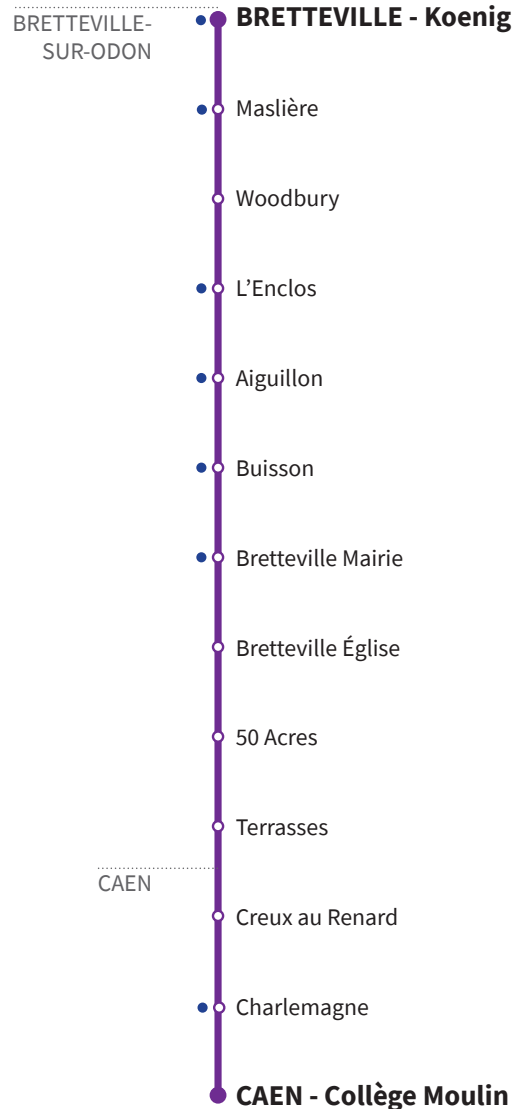 BRETTEVILLE-
SUR-ODON
BRETTEVILLE - Koenig
Maslière
Woodbury
L’Enclos
Aiguillon
Buisson
Bretteville Mairie
Bretteville Église
50 Acres
Terrasses
CAEN
Creux au Renard
Charlemagne
CAEN - Collège Moulin